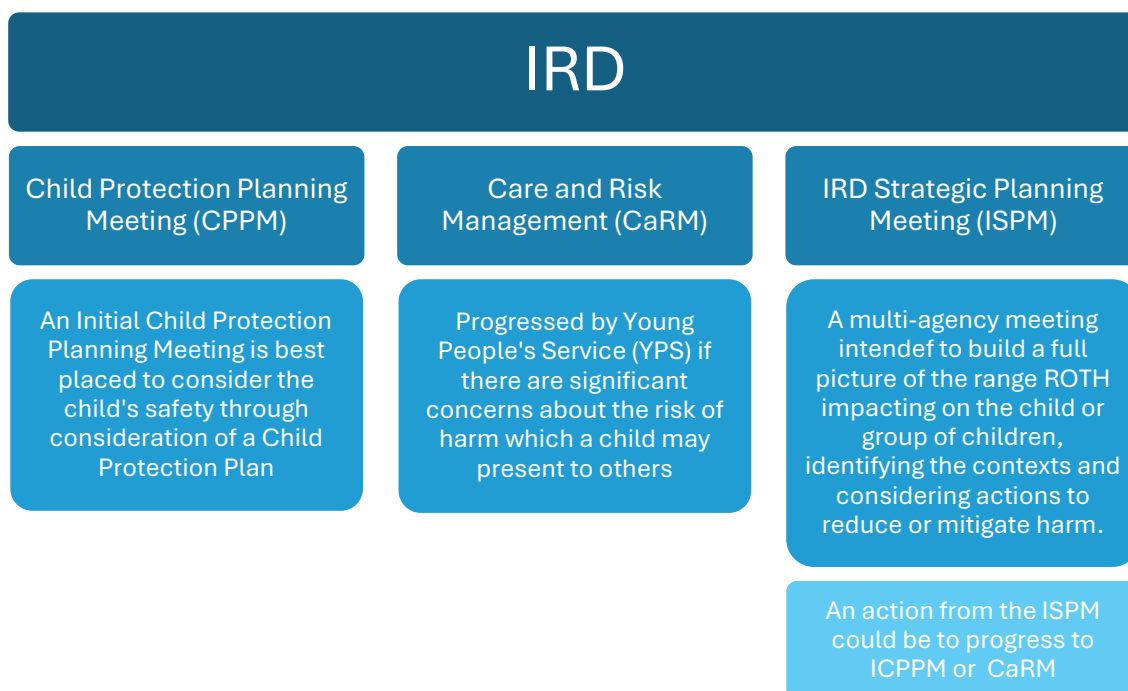 IRD
Child Protection Planning
Meeting (CPPM)
An Initial Child Protection
Planning Meeting is best
placed to consider the
child's safety through
consideration of a Child
Protection Plan
Care and Risk
Management (CaRM)
Progressed by Young
People's Service (YPS) if
there are significant
concerns about the risk of
harm which a child may
present to others
IRD Strategic Planning
Meeting (ISPM)
A multi-agency meeting
intendef to build a full
picture of the range ROTH
impacting on the child or
group of children,
identifying the contexts and
considering actions to
reduce or mitigate harm.
An action from the ISPM
could be to progress to
ICPPM or CaRM